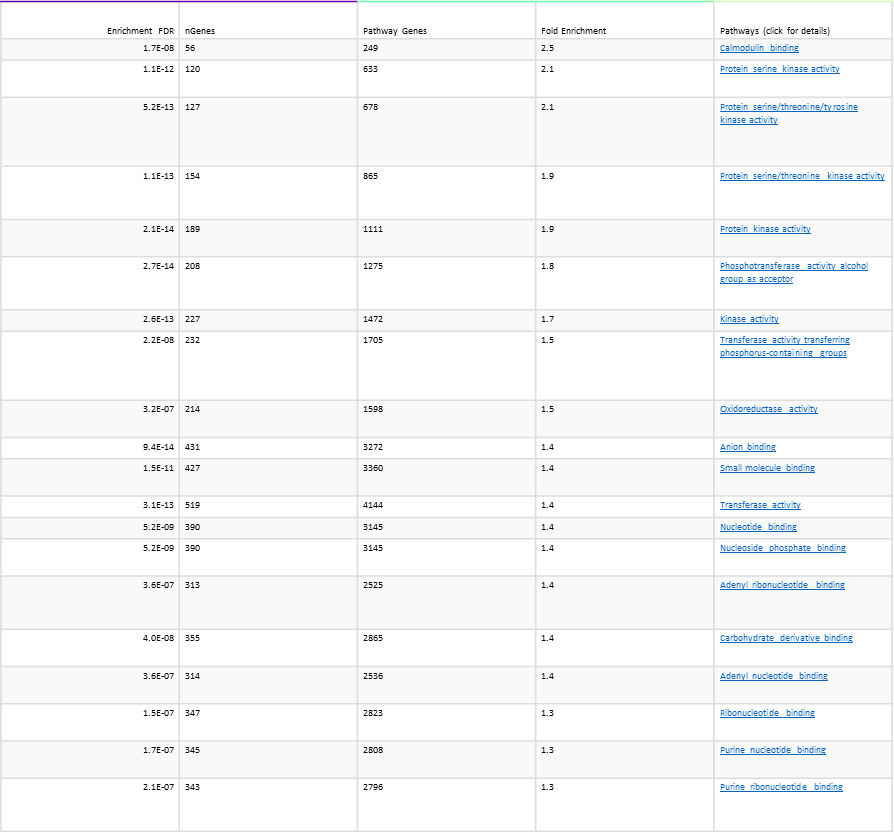 Enrichment FDR nGenes Pathway Genes Fold Enrichment Pathways (click for details)
1.7E-08 56 249 2.5 Calmodulin binding
1.1E-12 120 633 2.1 Protein serine kinase activity
5.2E-13 127 678 2.1 Protein serine/threonine/tyrosine
kinase activity
1.1E-13 154 865 1.9 Protein serine/threonine kinase activity
2.1E-14 189 1111 1.9 Protein kinase activity
2.7E-14 208 1275 1.8 Phosphotransferase activity alcohol
group as acceptor
2.6E-13 227 1472 1.7 Kinase activity
2.2E-08 232 1705 1.5 Transferase activity transferring
phosphorus-containing groups
3.2E-07 214 1598 1.5 Oxidoreductase activity
9.4E-14 431 3272 1.4 Anion binding
1.5E-11 427 3360 1.4 Small molecule binding
3.1E-13 519 4144 1.4 Transferase activity
5.2E-09 390 3145 1.4 Nucleotide binding
5.2E-09 390 3145 1.4 Nucleoside phosphate binding
3.6E-07 313 2525 1.4 Adenyl ribonucleotide binding
4.0E-08 355 2865 1.4 Carbohydrate derivative binding
3.6E-07 314 2536 1.4 Adenyl nucleotide binding
1.5E-07 347 2823 1.3 Ribonucleotide binding
1.7E-07 345 2808 1.3 Purine nucleotide binding
2.1E-07 343 2796 1.3 Purine ribonucleotide binding